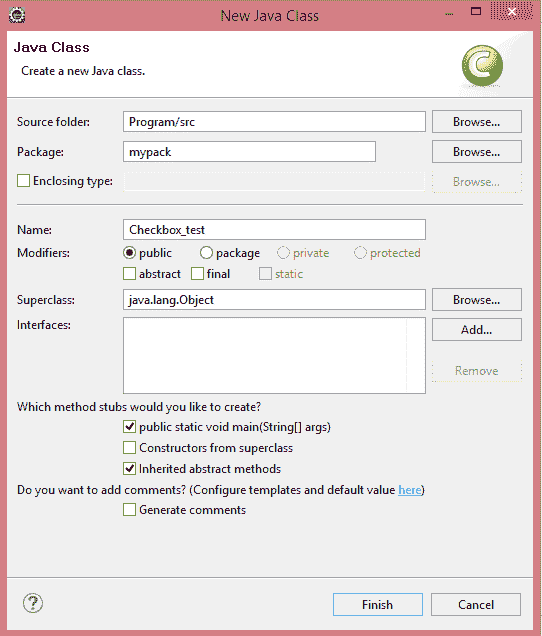 New Java Class
Java Class
Create a new Java class.
Source folder: Program/src Browse...
Package: mypack Browse...
Enclosing type: Browse...
Name: Checkbox_test
Modifiers: public package private protected
abstract final static
Superclass: java.lang.Object Browse...
Interfaces: Add...
Remove
Which method stubs would you like to create?
public static void main(String[] args)
Constructors from superclass
Inherited abstract methods
Do you want to add comments? (Configure templates and default value here)
Generate comments
? Finish Cancel